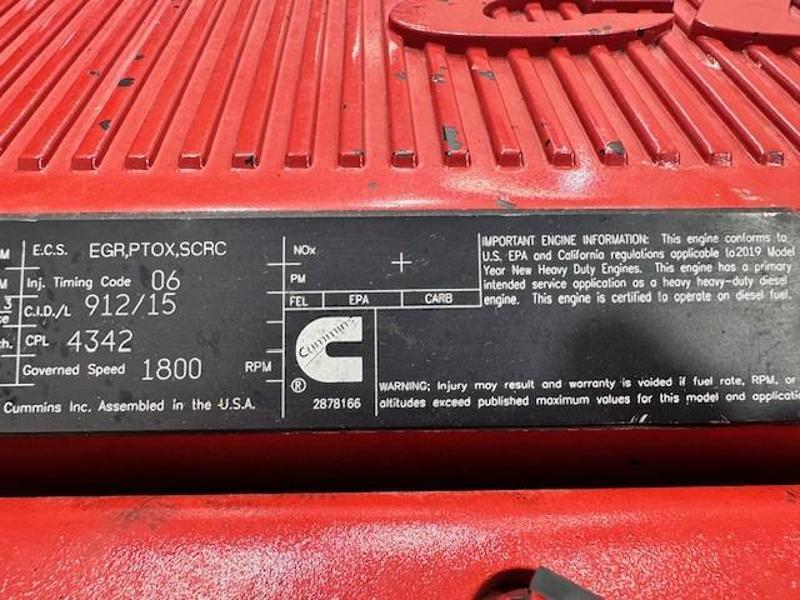 M
E.C.S. EGR,PTOX,SCRC
M
Inj. Timing Code 06
3
C.I.D./L 912/15
ch.
CPL 4342
Governed Speed 1800 RPM
Cummins Inc. Assembled in the U.S.A.
NOx
PM
FEL EPA CARB
Cummins
®
2878166
IMPORTANT ENGINE INFORMATION: This engine conforms to
U.S. EPA and California regulations applicable to2019 Model
Year New Heavy Duty Engines. This engine has a primary
intended service application as a heavy heavy-duty diesel
engine. This engine is certified to operate on diesel fuel.
WARNING; Injury may result and warranty is voided if fuel rate, RPM, or
altitudes exceed published maximum values for this model and applicati